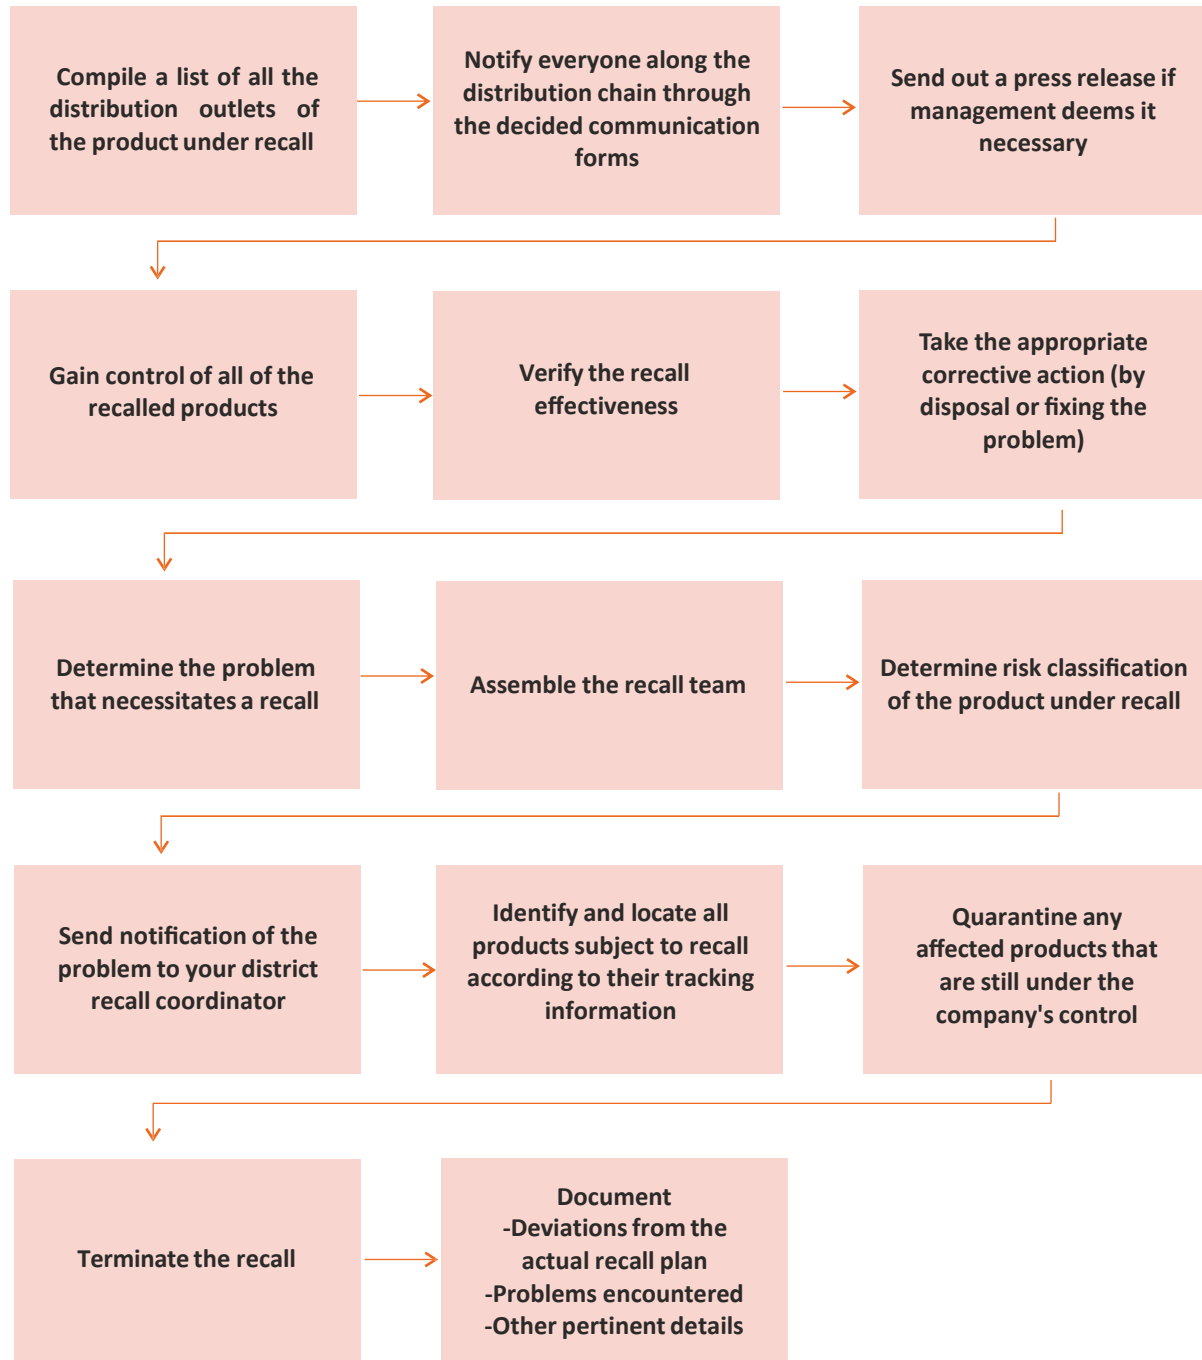 Compile a list of all the
distribution outlets of
the product under recall
Notify everyone along the
distribution chain through
the decided communication
forms
Send out a press release if
management deems it
necessary
Gain control of all of the
recalled products
Verify the recall
effectiveness
Take the appropriate
corrective action (by
disposal or fixing the
problem)
Determine the problem
that necessitates a recall
Assemble the recall team
Determine risk classification
of the product under recall
Send notification of the
problem to your district
recall coordinator
Identify and locate all
products subject to recall
according to their tracking
information
Quarantine any
affected products that
are still under the
company's control
Terminate the recall
Document
-Deviations from the
actual recall plan
-Problems encountered
-Other pertinent details